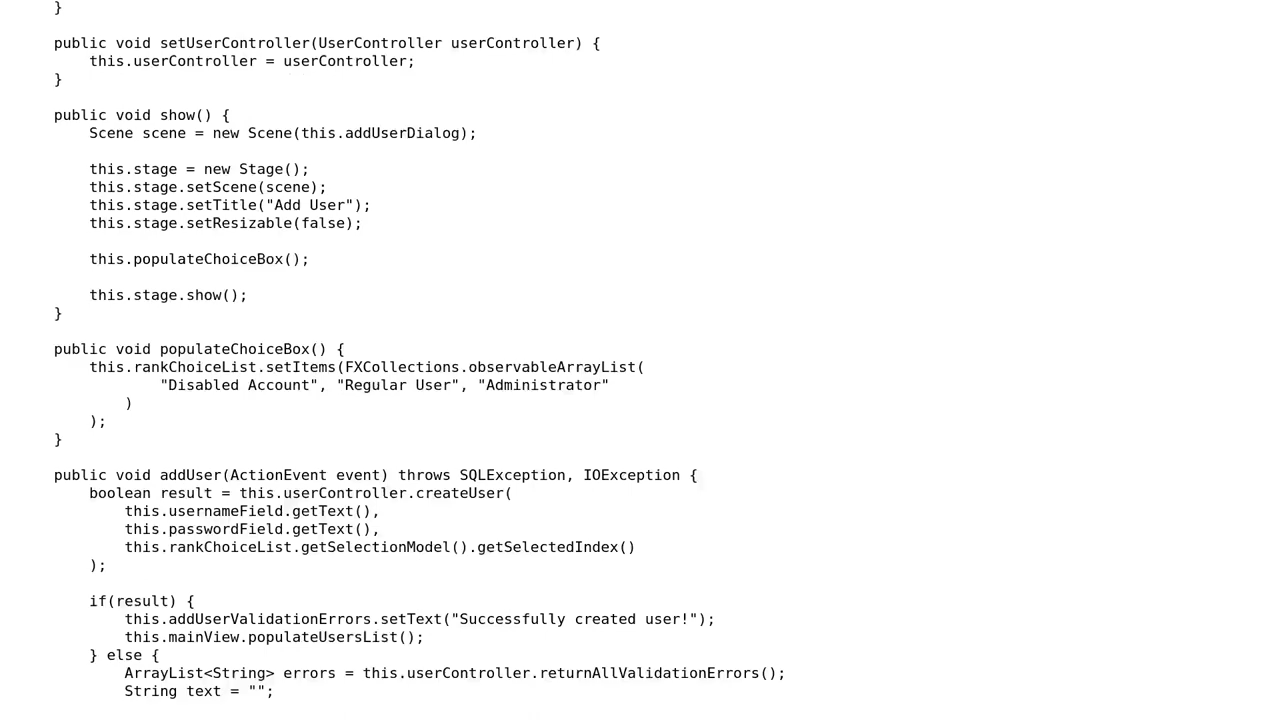 }
public void setUserController(UserController userController) {
this.userController = userController;
}
public void show() {
Scene scene = new Scene(this.addUserDialog);
this.stage = new Stage();
this.stage.setScene(scene);
this.stage.setTitle("Add User");
this.stage.setResizable(false);
this.populateChoiceBox();
this.stage.show();
}
public void populateChoiceBox() {
this.rankChoiceList.setItems(FXCollections.observableArrayList(
"Disabled Account", "Regular User", "Administrator"
)
);
}
public void addUser(ActionEvent event) throws SQLException, IOException {
boolean result = this.userController.createUser(
this.usernameField.getText(),
this.passwordField.getText(),
this.rankChoiceList.getSelectionModel().getSelectedIndex()
);
if(result) {
this.addUserValidationErrors.setText("Successfully created user!");
this.mainView.populateUsersList();
} else {
ArrayList<String> errors = this.userController.returnAllValidationErrors();
String text = "";